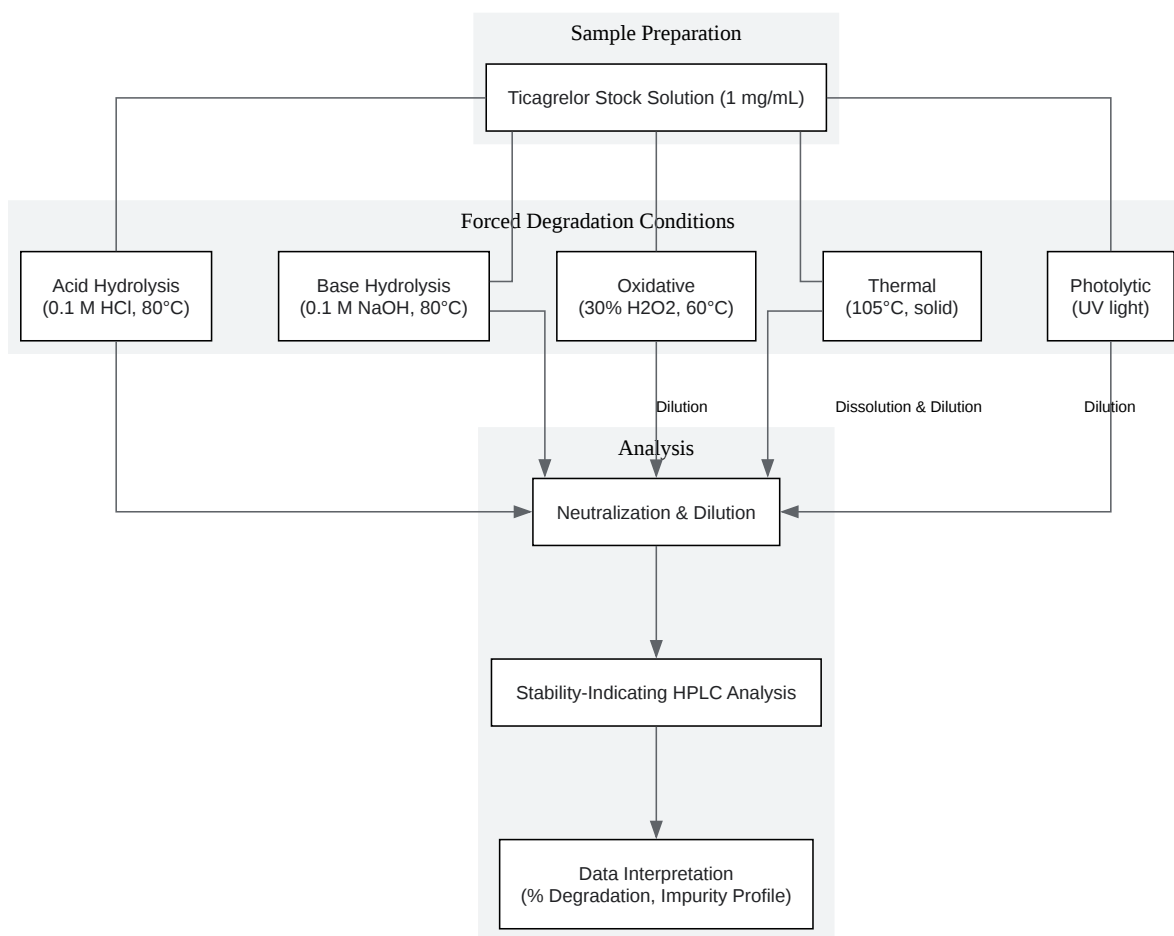 Sample Preparation
Ticagrelor Stock Solution (1 mg/mL)
Forced Degradation Conditions
Acid Hydrolysis
(0.1 M HCl, 80°C)
Base Hydrolysis
(0.1 M NaOH, 80°C)
Oxidative
(30% H2O2, 60°C)
Thermal
(105°C, solid)
Photolytic
(UV light)
Dilution
Dissolution & Dilution
Dilution
Analysis
Neutralization & Dilution
Stability-Indicating HPLC Analysis
Data Interpretation
(% Degradation, Impurity Profile)